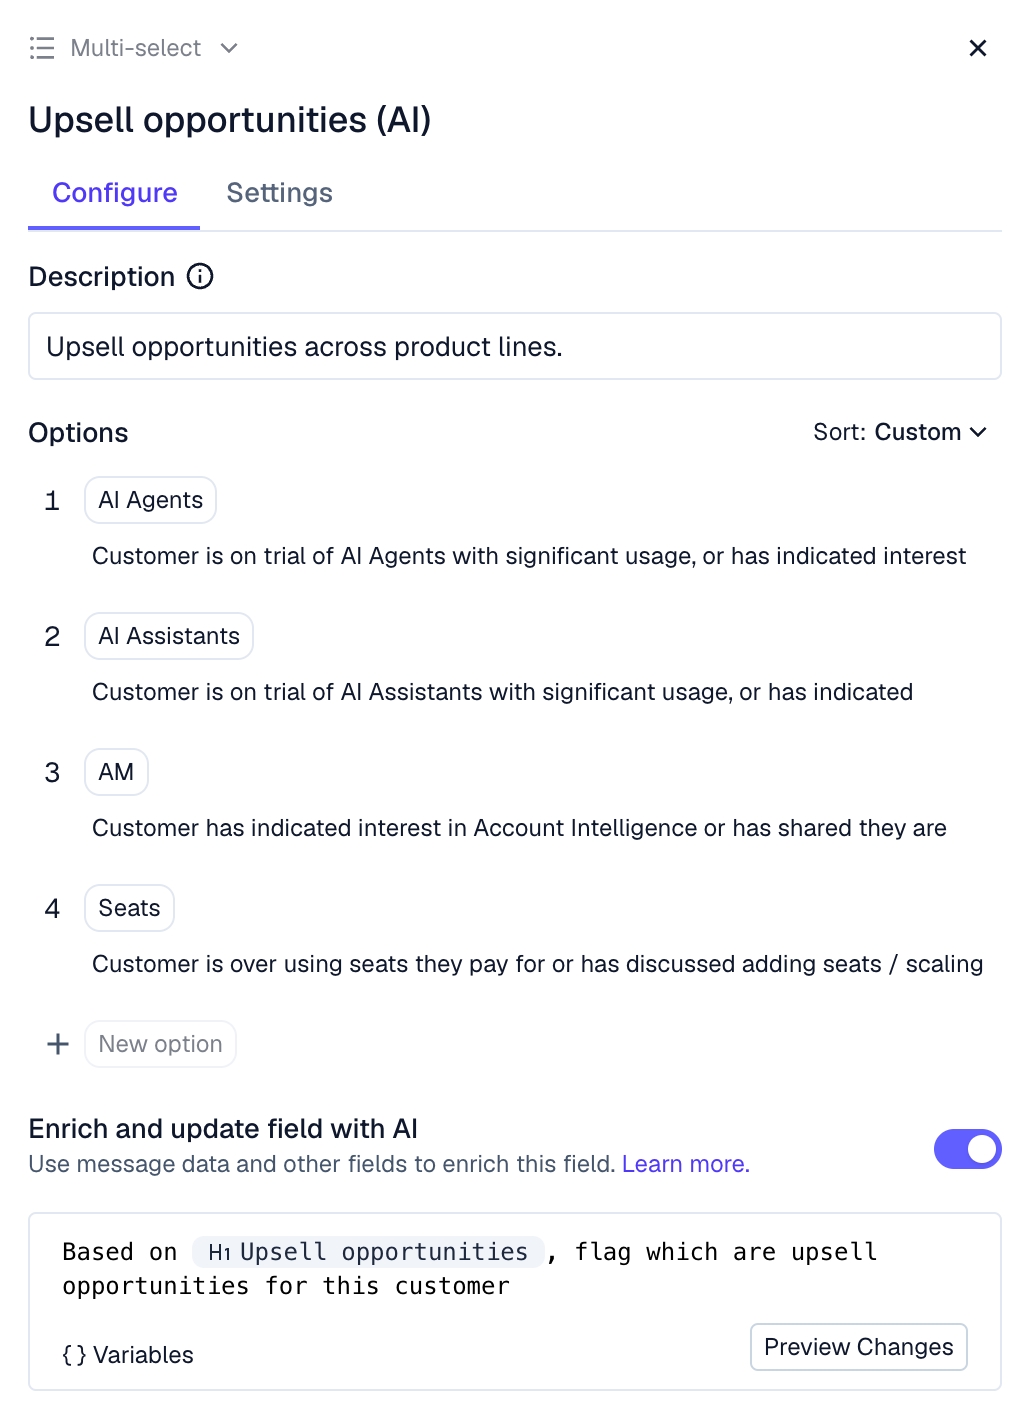 Multi-select
Upsell opportunities (AI)
Configure Settings
Description
Upsell opportunities across product lines.
Options Sort: Custom
1 AI Agents
Customer is on trial of AI Agents with significant usage, or has indicated interest
2 AI Assistants
Customer is on trial of AI Assistants with significant usage, or has indicated
3 AM
Customer has indicated interest in Account Intelligence or has shared they are
4 Seats
Customer is over using seats they pay for or has discussed adding seats / scaling
+ New option
Enrich and update field with AI
Use message data and other fields to enrich this field. Learn more.
Based on H1 Upsell opportunities , flag which are upsell
opportunities for this customer
{ } Variables Preview Changes